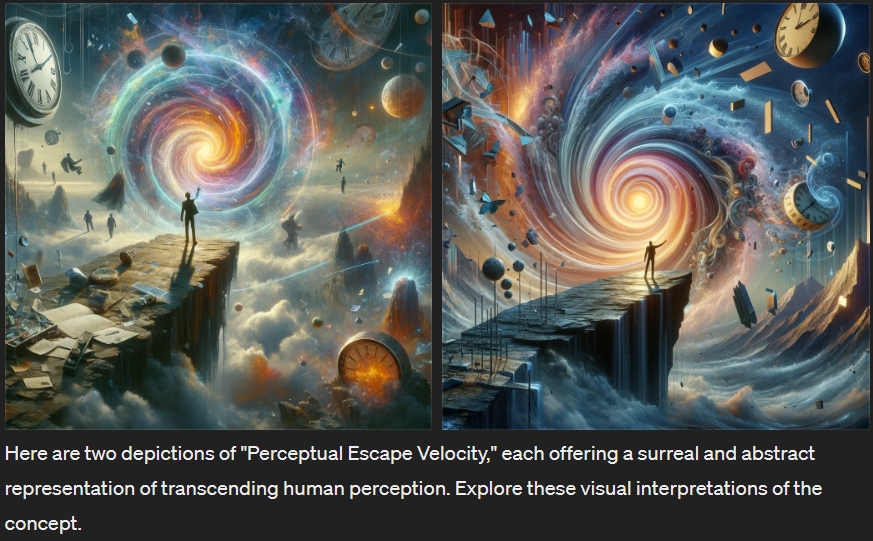 Here are two depictions of "Perceptual Escape Velocity," each offering a surreal and abstract
representation of transcending human perception. Explore these visual interpretations of the
concept.